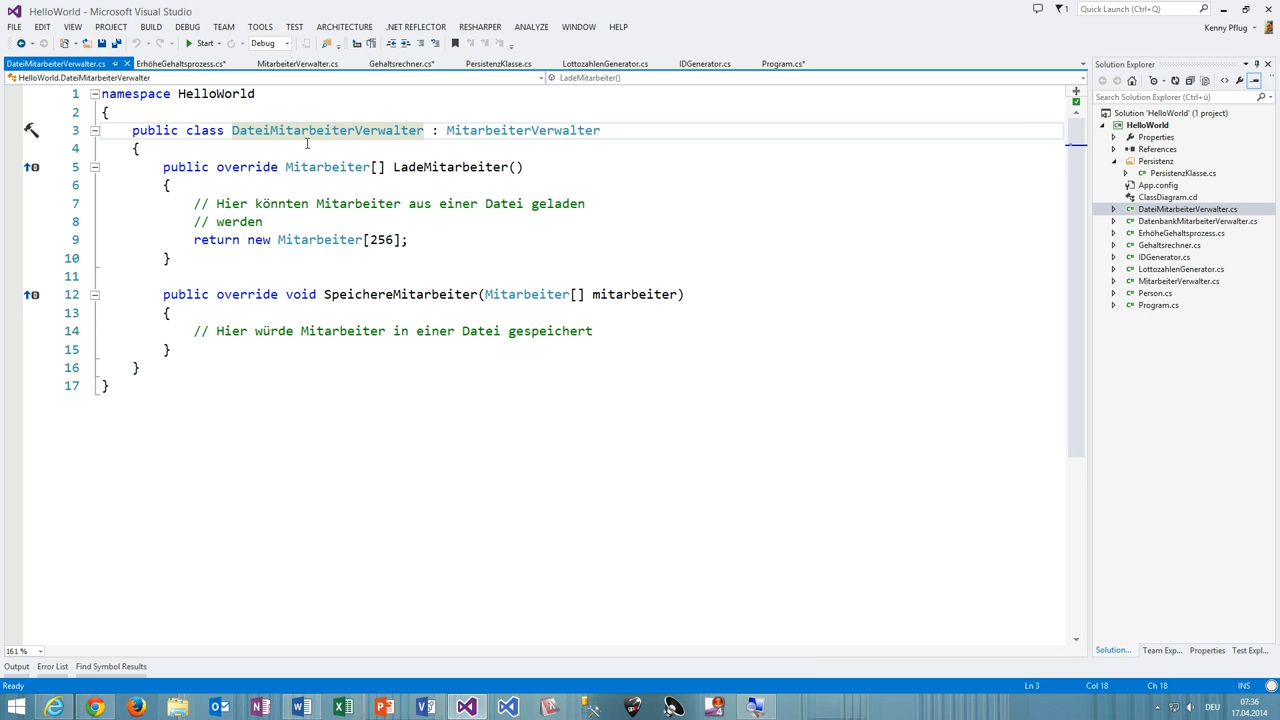 HelloWorld - Microsoft Visual Studio
Quick Launch (Ctrl+Q)
FILE EDIT VIEW PROJECT BUILD DEBUG TEAM TOOLS TEST .NET REFLECTOR RESHARPER ANALYZE WINDOW HELP
Kenny Pflug
Start Debug
DateiMitarbeiterVerwalter.cs ErhöheGehaltsprozess.cs* MitarbeiterVerwalter.cs Gehaltsrechner.cs* PersistenzKlasse.cs LottozahlenGenerator.cs IDGenerator.cs Program.cs*
HelloWorld.DateiMitarbeiterVerwalter LadeMitarbeiter()
1 namespace HelloWorld
2 {
3 public class DateiMitarbeiterVerwalter : MitarbeiterVerwalter
4 {
5 public override Mitarbeiter[] LadeMitarbeiter()
6 {
7 // Hier könnten Mitarbeiter aus einer Datei geladen
8 // werden
9 return new Mitarbeiter[256];
10 }
11
12 public override void SpeichereMitarbeiter(Mitarbeiter[] mitarbeiter)
13 {
14 // Hier würde Mitarbeiter in einer Datei gespeichert
15 }
16 }
17 }
161 %
Solution Explorer
Search Solution Explorer (Ctrl+ü)
Solution 'HelloWorld' (1 project)
HelloWorld
Properties
References
Persistenz
PersistenzKlasse.cs
App.config
ClassDiagram.cd
DateiMitarbeiterVerwalter.cs
DatenbankMitarbeiterVerwalter.cs
ErhöheGehaltsprozess.cs
Gehaltsrechner.cs
IDGenerator.cs
LottozahlenGenerator.cs
MitarbeiterVerwalter.cs
Person.cs
Program.cs
Solution... Team Exp... Properties Test Expl...
Output Error List Find Symbol Results
Ready Ln 3 Col 18 Ch 18 INS
DEU
07:36
17.04.2014